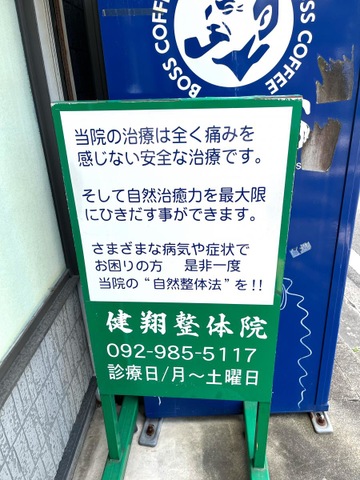 BOSS COFFEE
BOSS COFFEE
当院の治療は全く痛みを
感じない安全な治療です。
そして自然治癒力を最大限
にひきだす事ができます。
さまざまな病気や症状で
お困りの方 是非一度
当院の“自然整体法”を!!
健翔整体院
092-985-5117
診療日/月～土曜日